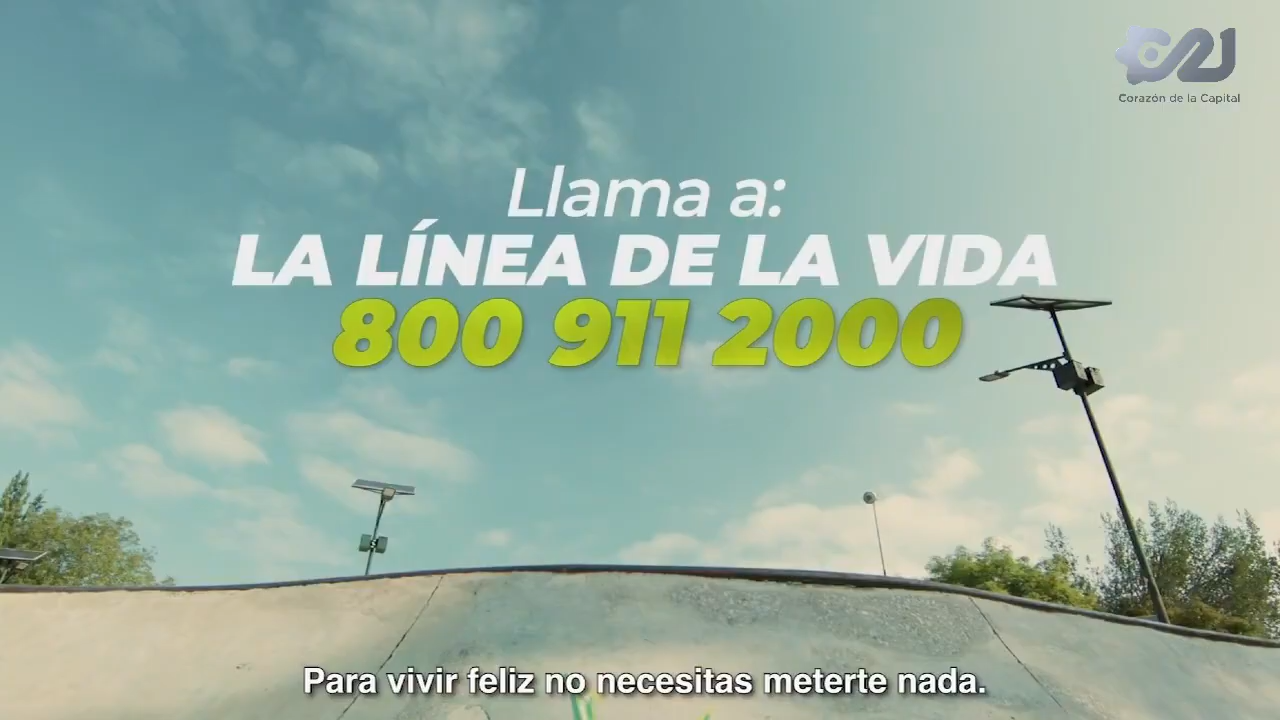 C21
Corazón de la Capital
Llama a:
LA LÍNEA DE LA VIDA
800 911 2000
Para vivir feliz no necesitas meterte nada.